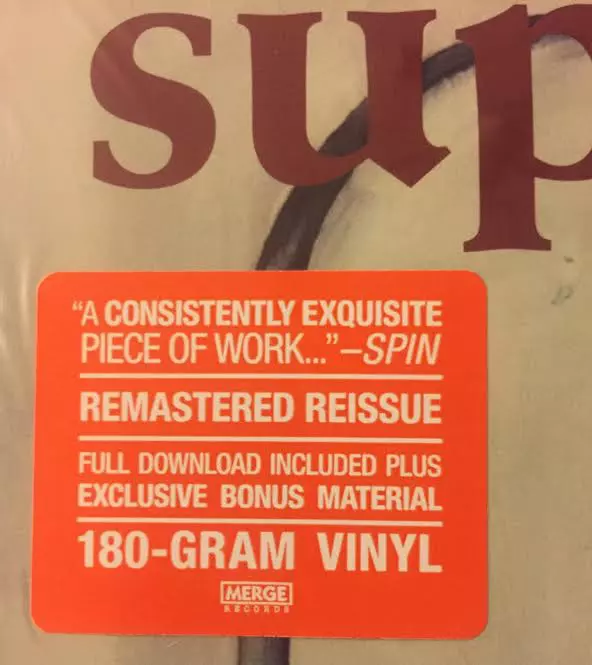 sup
“A CONSISTENTLY EXQUISITE
PIECE OF WORK...”–SPIN
REMASTERED REISSUE
FULL DOWNLOAD INCLUDED PLUS
EXCLUSIVE BONUS MATERIAL
180-GRAM VINYL
MERGE
RECORDS